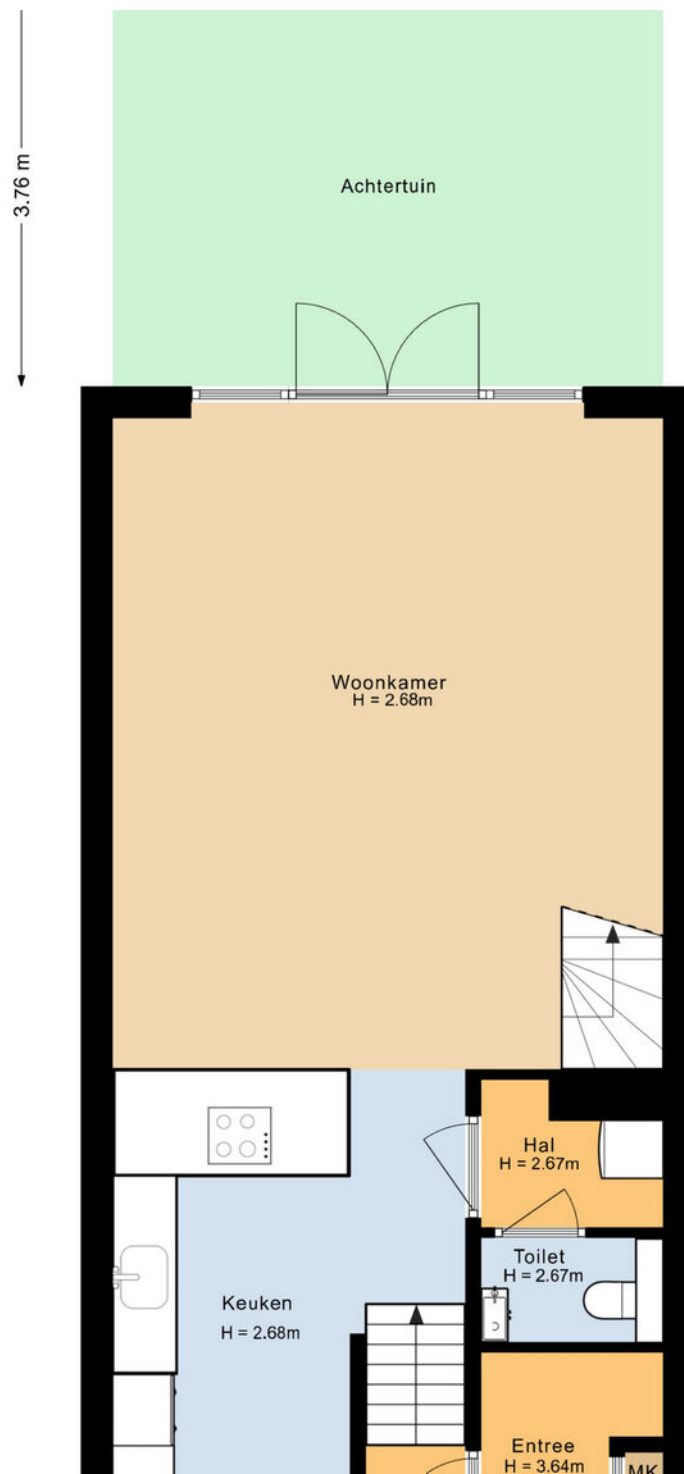 3.76 m
Achtertuin
Woonkamer
H = 2.68m
Hal
H = 2.67m
Toilet
H = 2.67m
Keuken
H = 2.68m
Entree
H = 3.64m
MK